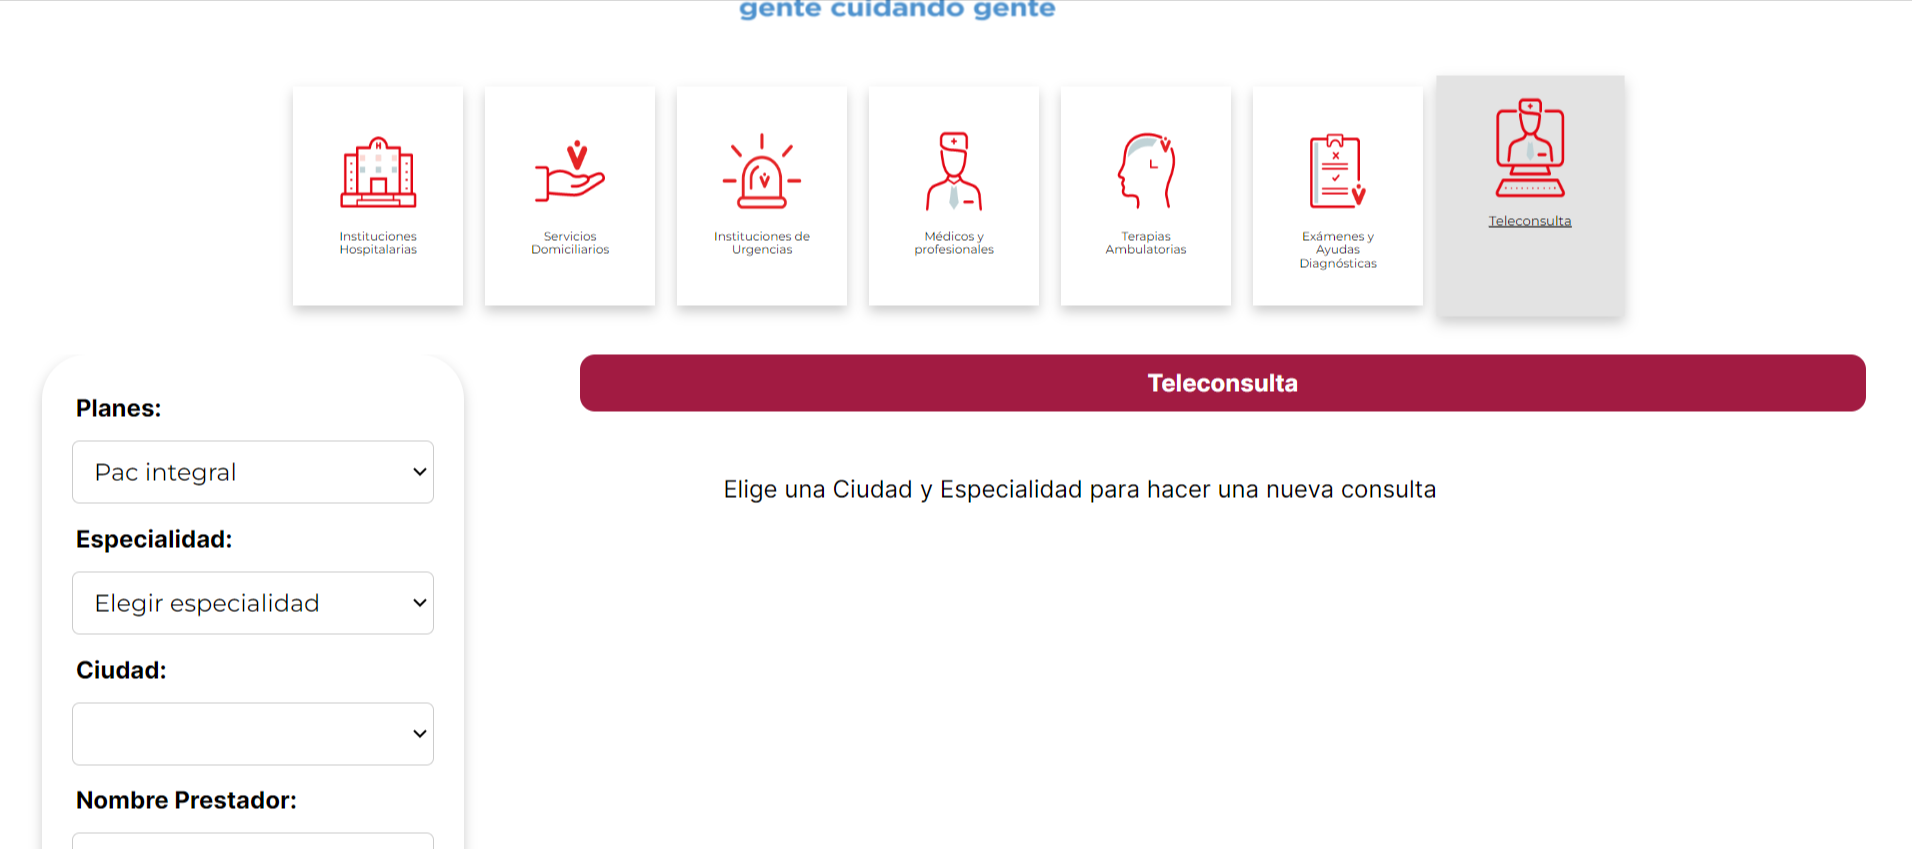 gente cuidando gente
Instituciones
Hospitalarias
Servicios
Domiciliarios
Instituciones de
Urgencias
Médicos y
profesionales
Terapias
Ambulatorias
Exámenes y
Ayudas
Diagnósticas
Teleconsulta
Planes:
Pac integral
Especialidad:
Elegir especialidad
Ciudad:
Nombre Prestador:
Teleconsulta
Elige una Ciudad y Especialidad para hacer una nueva consulta